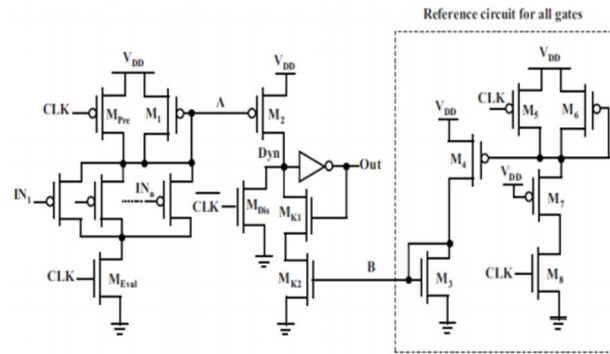 Reference circuit for all gates
VDD
VDD
VDD
VDD
CLK
MPre
M1
A
M2
CLK
M5
M6
M4
Dyn
Out
IN1
INn
VDD
M7
CLK
MDis
MK1
CLK
MEval
MK2
B
M3
CLK
M8